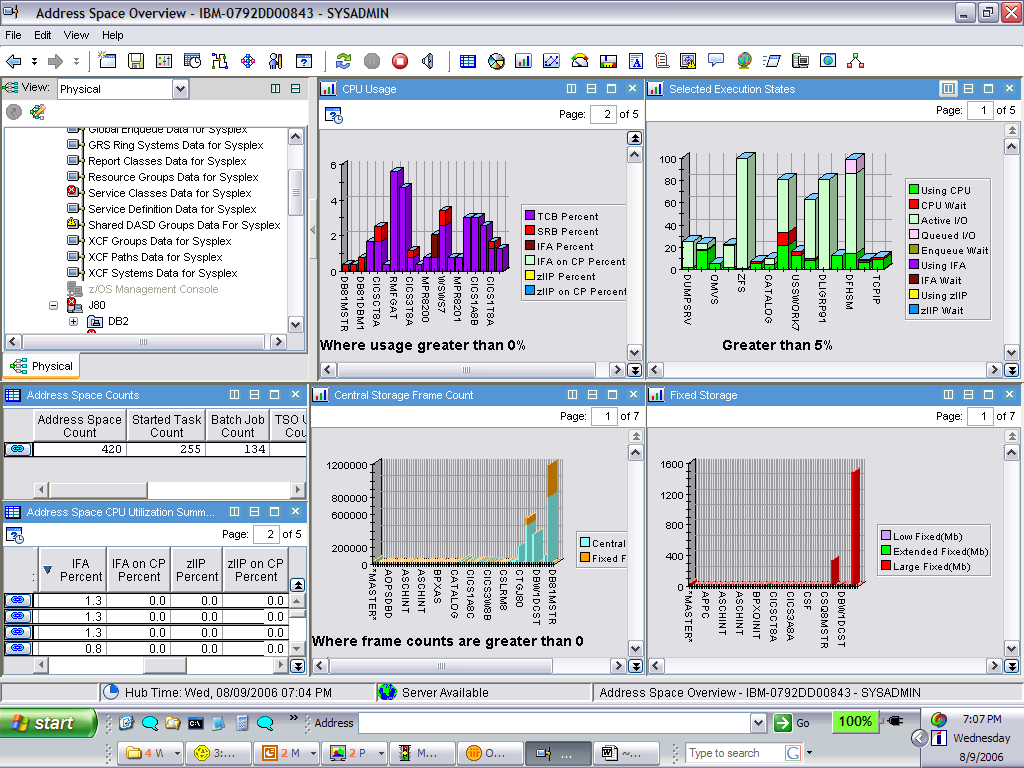 Address Space Overview - IBM-0792DD00843 - SYSADMIN
File Edit View Help
View: Physical
Global Enqueue Data for Sysplex
GRS Ring Systems Data for Sysplex
Report Classes Data for Sysplex
Resource Groups Data for Sysplex
Service Classes Data for Sysplex
Service Definition Data for Sysplex
Shared DASD Groups Data For Sysplex
XCF Groups Data for Sysplex
XCF Paths Data for Sysplex
XCF Systems Data for Sysplex
z/OS Management Console
J80
DB2
Physical
CPU Usage
Page: 2 of 5
6
4
2
0
DB81MSTR
DB81DBM1
CICSCT8A
RMFGAT
CICS3T8A
MPR8200
WSWS7
MPR8201
CICS1A8B
CICS1T8A
TCB Percent
SRB Percent
IFA Percent
IFA on CP Percent
zIIP Percent
zIIP on CP Percent
Where usage greater than 0%
Selected Execution States
Page: 1 of 5
100
80
60
40
20
0
DUMPSRV
OMVS
ZFS
CATALOG
USSWORK7
DLIGRP91
DFHSM
TCPIP
Using CPU
CPU Wait
Active I/O
Queued I/O
Enqueue Wait
Using IFA
IFA Wait
Using zIIP
zIIP Wait
Greater than 5%
Address Space Counts
Address Space Count Started Task Count Batch Job Count TSO U Cou
420 255 134
Address Space CPU Utilization Summ...
Page: 2 of 5
: IFA Percent IFA on CP Percent zIIP Percent zIIP on CP Percent
1.3 0.0 0.0 0.0
1.3 0.0 0.0 0.0
1.3 0.0 0.0 0.0
0.8 0.0 0.0 0.0
Central Storage Frame Count
Page: 1 of 7
1200000
800000
600000
200000
0
*MASTER*
AOPSDBD
ASCHINT
ASCHINT
BPXAS
CATALOG
CICS1A8C
CICS3W8B
CSLRM8
CTGJ80
DBW1DCST
DB81MSTR
Central
Fixed F
Where frame counts are greater than 0
Fixed Storage
Page: 1 of 7
1600
1200
800
400
0
*MASTER*
APPC
ASCHINT
ASCHINT
BPXOINIT
CICSCT8A
CICS3A8A
CSF
CSQ8MSTR
DBW1DCST
Low Fixed(Mb)
Extended Fixed(Mb)
Large Fixed(Mb)
Hub Time: Wed, 08/09/2006 07:04 PM
Server Available
Address Space Overview - IBM-0792DD00843 - SYSADMIN
start
» Address
Go
100%
7:07 PM
Wednesday
8/9/2006
4 W
3:...
2 M
2 P
M...
O...
...
~...
Type to search